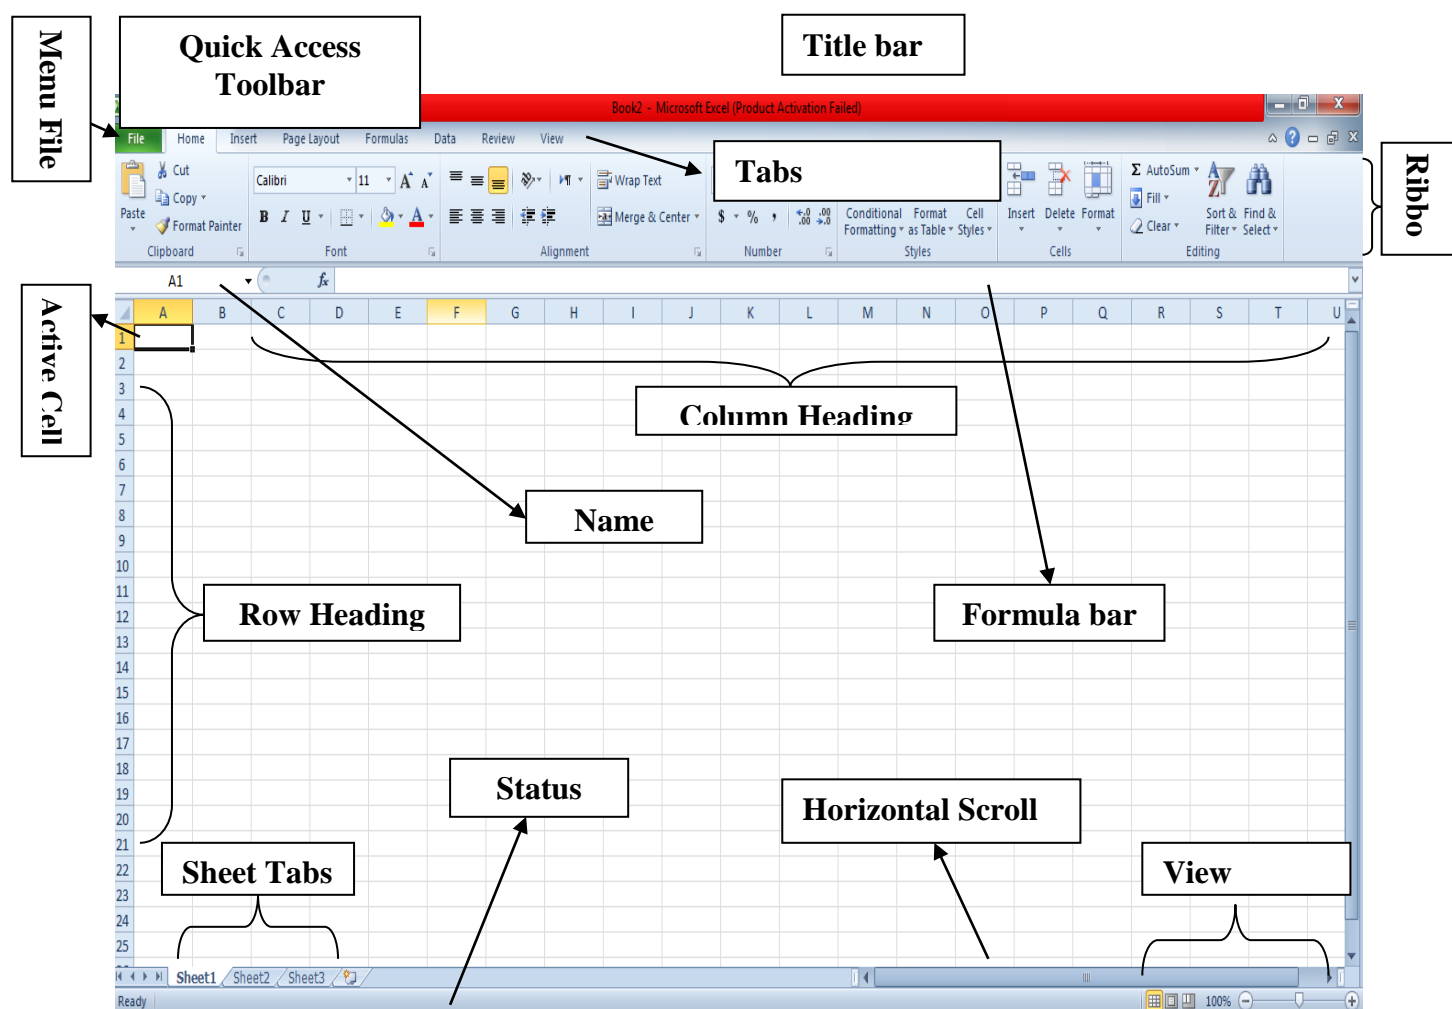 Menu File
Quick Access
Toolbar
Title bar
Book2 - Microsoft Excel (Product Activation Failed)
File Home Insert Page Layout Formulas Data Review View
Tabs
Ribbo
Cut
Copy
Format Painter
Paste
Calibri 11
B I U
A A
Wrap Text
Merge & Center
$ % ,
Conditional
Formatting
Format
as Table
Cell
Styles
Insert Delete Format
Σ AutoSum
Fill
Clear
Sort &
Filter
Find &
Select
Clipboard Font Alignment Number Styles Cells Editing
A1 fx
Active Cell
A B C D E F G H I J K L M N O P Q R S T U
1
2
3
4
5
6
7
8
9
10
11
12
13
14
15
16
17
18
19
20
21
22
23
24
25
Column Heading
Name
Row Heading
Formula bar
Status
Horizontal Scroll
Sheet Tabs
View
Sheet1 Sheet2 Sheet3
Ready 100%